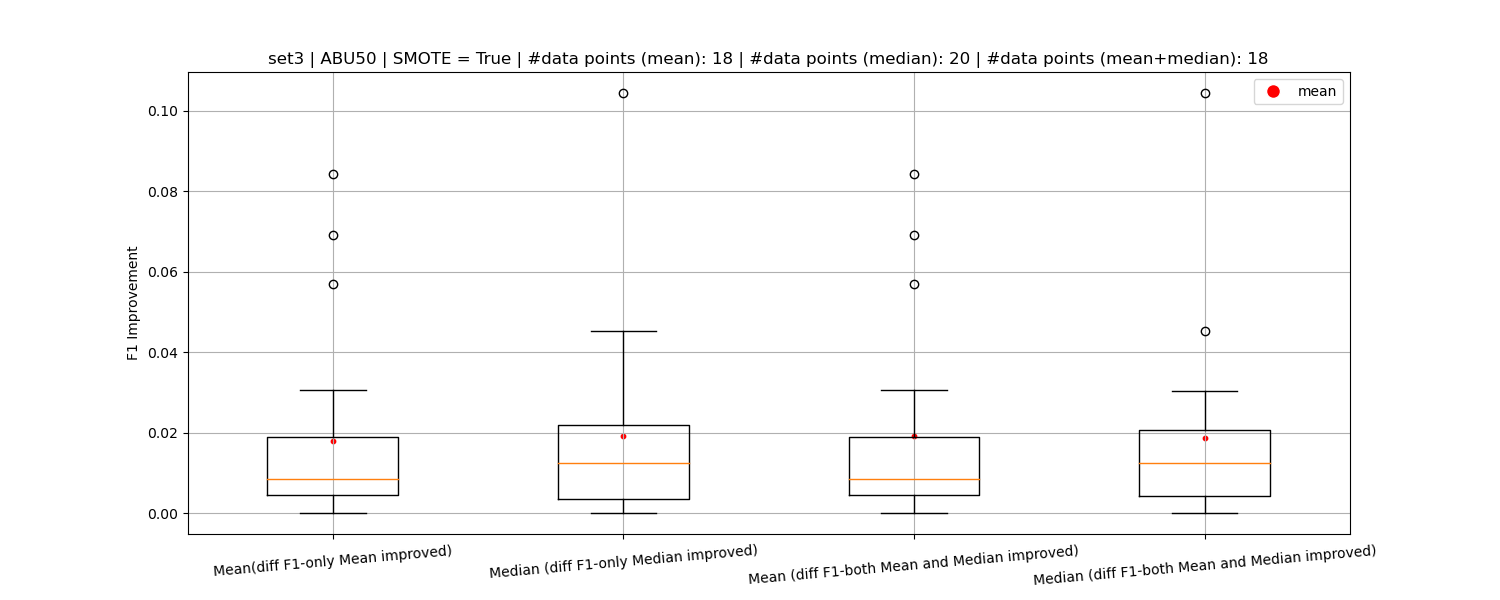 set3 | ABU50 | SMOTE = True | #data points (mean): 18 | #data points (median): 20 | #data points (mean+median): 18
mean
F1 Improvement
0.10
0.08
0.06
0.04
0.02
0.00
Mean(diff F1-only Mean improved)
Median (diff F1-only Median improved)
Mean (diff F1-both Mean and Median improved)
Median (diff F1-both Mean and Median improved)